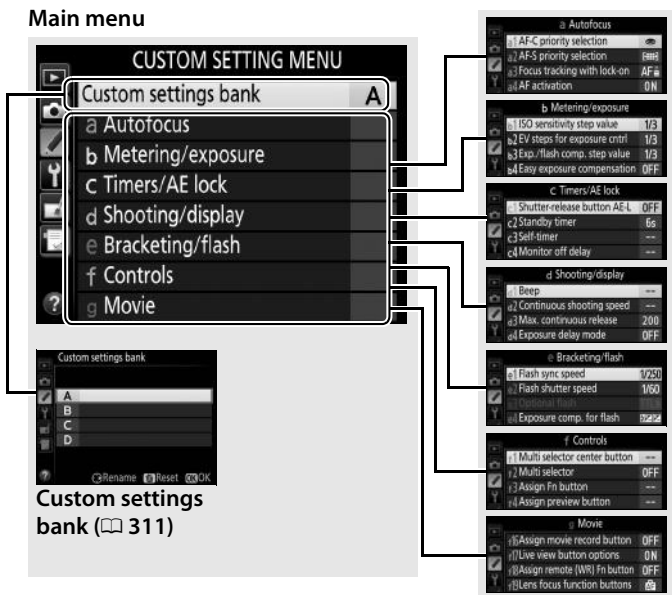 Main menu
CUSTOM SETTING MENU
Custom settings bank A
a Autofocus
b Metering/exposure
c Timers/AE lock
d Shooting/display
e Bracketing/flash
f Controls
g Movie
?
Custom settings bank
A
B
C
D
? Rename Reset OK OK
Custom settings
bank ( 311)
a Autofocus
a1 AF-C priority selection
a2 AF-S priority selection
a3 Focus tracking with lock-on AF
a4 AF activation ON
b Metering/exposure
b1 ISO sensitivity step value 1/3
b2 EV steps for exposure cntrl 1/3
b3 Exp./flash comp. step value 1/3
b4 Easy exposure compensation OFF
c Timers/AE lock
c1 Shutter-release button AE-L OFF
c2 Standby timer 6s
c3 Self-timer --
c4 Monitor off delay --
d Shooting/display
d1 Beep --
d2 Continuous shooting speed --
d3 Max. continuous release 200
d4 Exposure delay mode OFF
e Bracketing/flash
e1 Flash sync speed 1/250
e2 Flash shutter speed 1/60
e3 Optional flash
e4 Exposure comp. for flash
f Controls
f1 Multi selector center button --
f2 Multi selector OFF
f3 Assign Fn button --
f4 Assign preview button --
g Movie
f16 Assign movie record button OFF
f17 Live view button options ON
f18 Assign remote (WR) Fn button OFF
f19 Lens focus function buttons